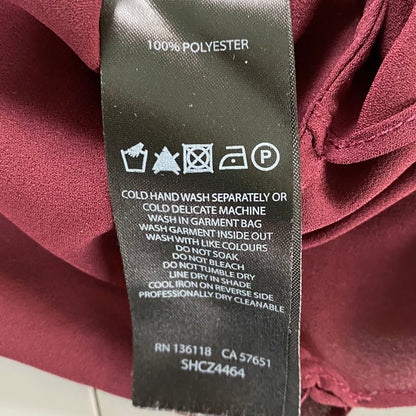 100% POLYESTER
P
COLD HAND WASH SEPARATELY OR
COLD DELICATE MACHINE
WASH IN GARMENT BAG
WASH GARMENT INSIDE OUT
WASH WITH LIKE COLOURS
DO NOT SOAK
DO NOT BLEACH
DO NOT TUMBLE DRY
LINE DRY IN SHADE
COOL IRON ON REVERSE SIDE
PROFESSIONALLY DRY CLEANABLE
RN 136118 CA 57651
SHCZ4464